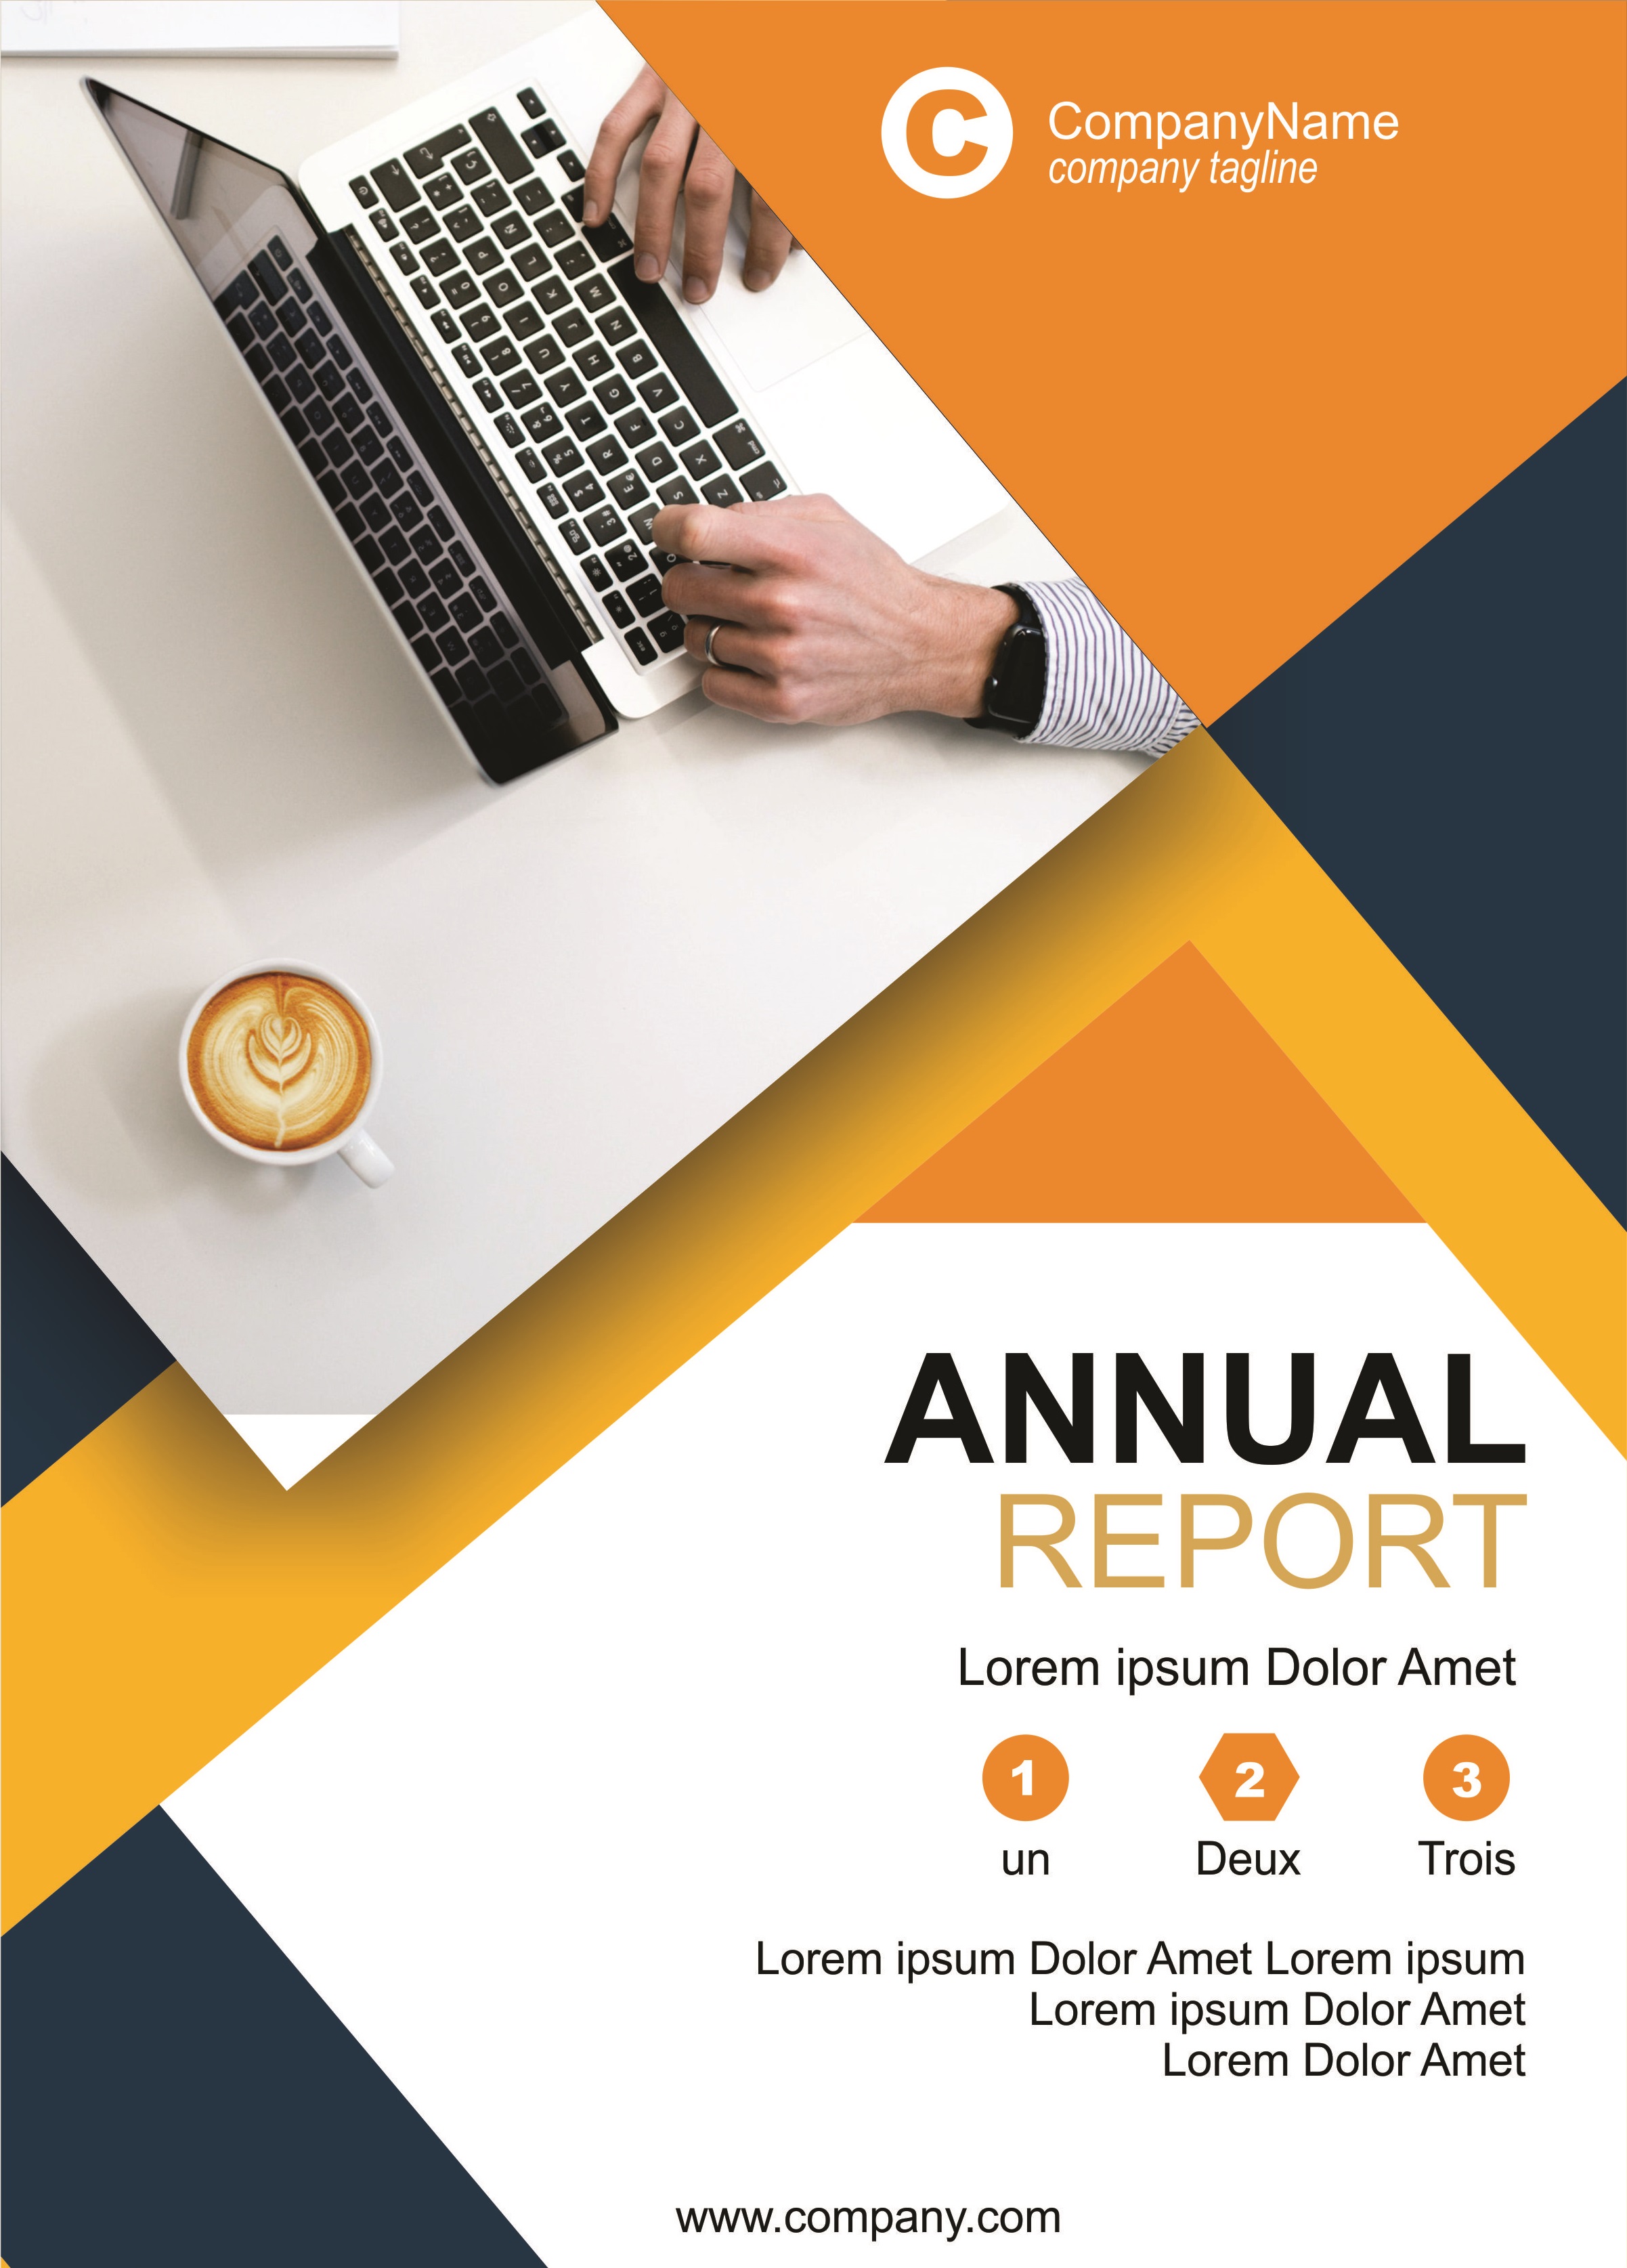 C
CompanyName
company tagline
ANNUAL
REPORT
Lorem ipsum Dolor Amet
1 2 3
un Deux Trois
Lorem ipsum Dolor Amet Lorem ipsum
Lorem ipsum Dolor Amet
Lorem Dolor Amet
www.company.com